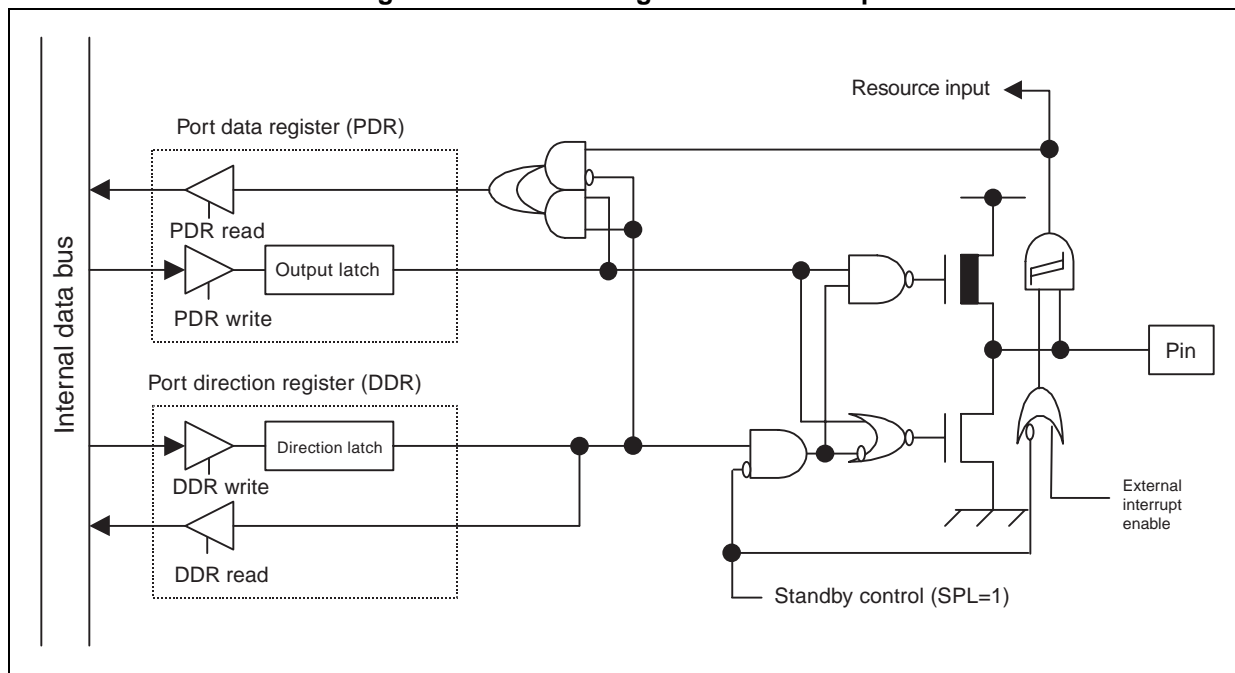 Resource input
Port data register (PDR)
PDR read
Output latch
PDR write
Internal data bus
Pin
Port direction register (DDR)
Direction latch
DDR write
External
interrupt
enable
DDR read
Standby control (SPL=1)